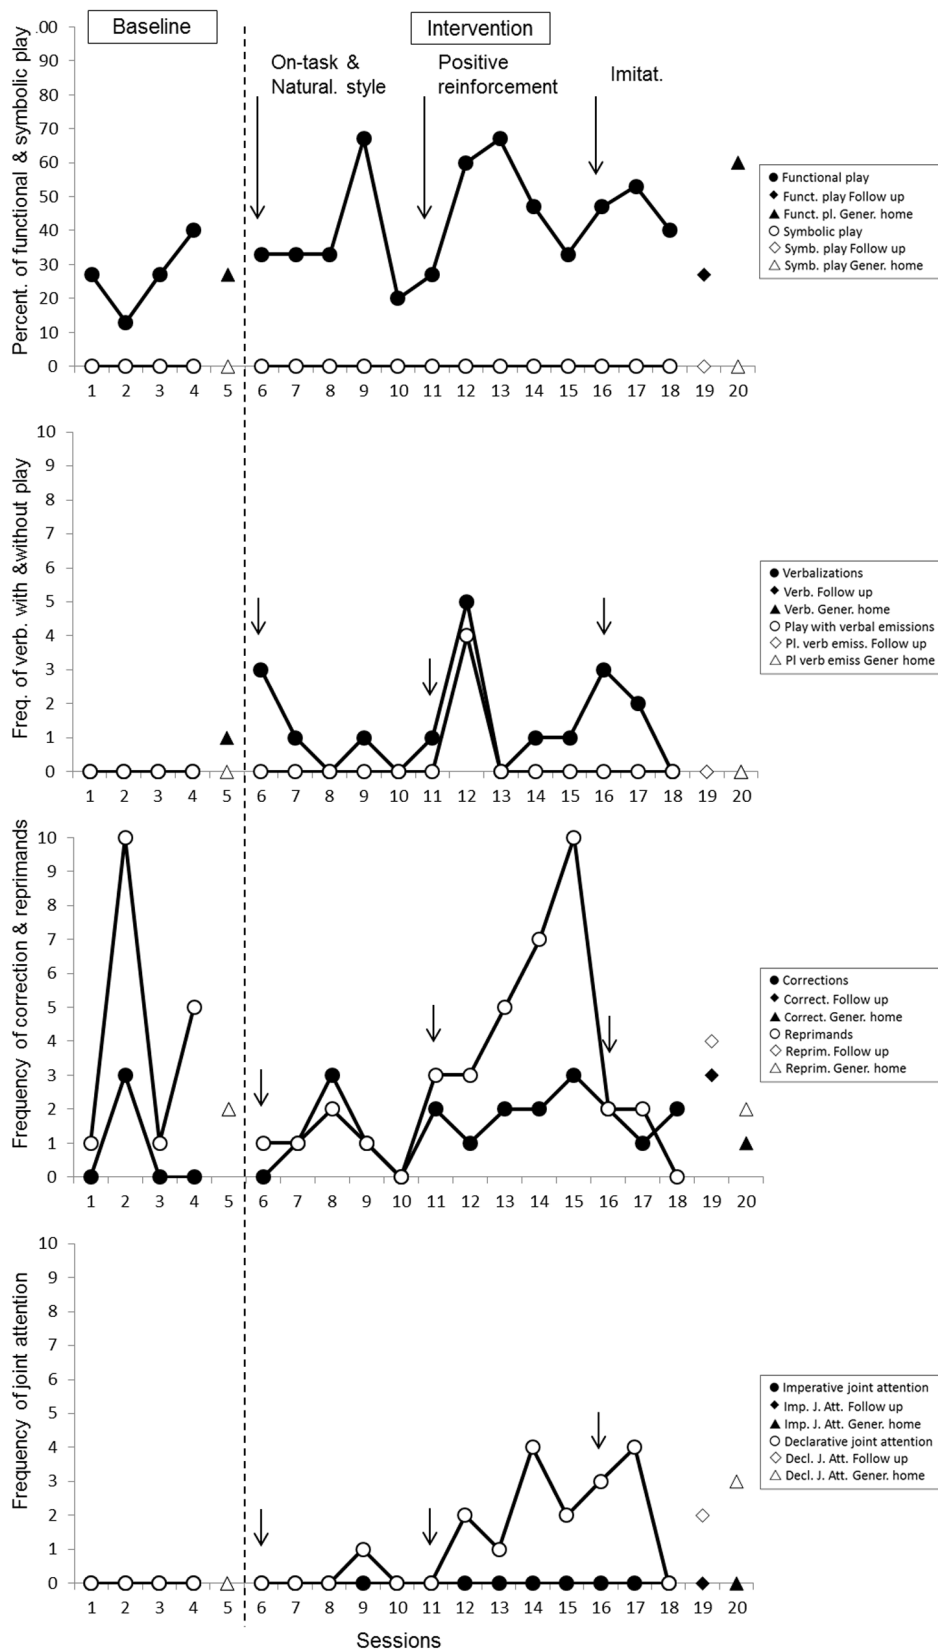 Baseline
Intervention
On-task &
Natural. style
Positive
reinforcement
Imitat.
Percent. of functional & symbolic play
.00
90
80
70
60
50
40
30
20
10
0
1 2 3 4 5 6 7 8 9 10 11 12 13 14 15 16 17 18 19 20
Functional play
Funct. play Follow up
Funct. pl. Gener. home
Symbolic play
Symb. play Follow up
Symb. play Gener. home
Freq. of verb. with &without play
10
9
8
7
6
5
4
3
2
1
0
1 2 3 4 5 6 7 8 9 10 11 12 13 14 15 16 17 18 19 20
Verbalizations
Verb. Follow up
Verb. Gener. home
Play with verbal emissions
Pl. verb emiss. Follow up
Pl verb emiss Gener home
Frequency of correction & reprimands
10
9
8
7
6
5
4
3
2
1
0
1 2 3 4 5 6 7 8 9 10 11 12 13 14 15 16 17 18 19 20
Corrections
Correct. Follow up
Correct. Gener. home
Reprimands
Reprim. Follow up
Reprim. Gener. home
Frequency of joint attention
10
9
8
7
6
5
4
3
2
1
0
1 2 3 4 5 6 7 8 9 10 11 12 13 14 15 16 17 18 19 20
Imperative joint attention
Imp. J. Att. Follow up
Imp. J. Att. Gener. home
Declarative joint attention
Decl. J. Att. Follow up
Decl. J. Att. Gener. home
Sessions